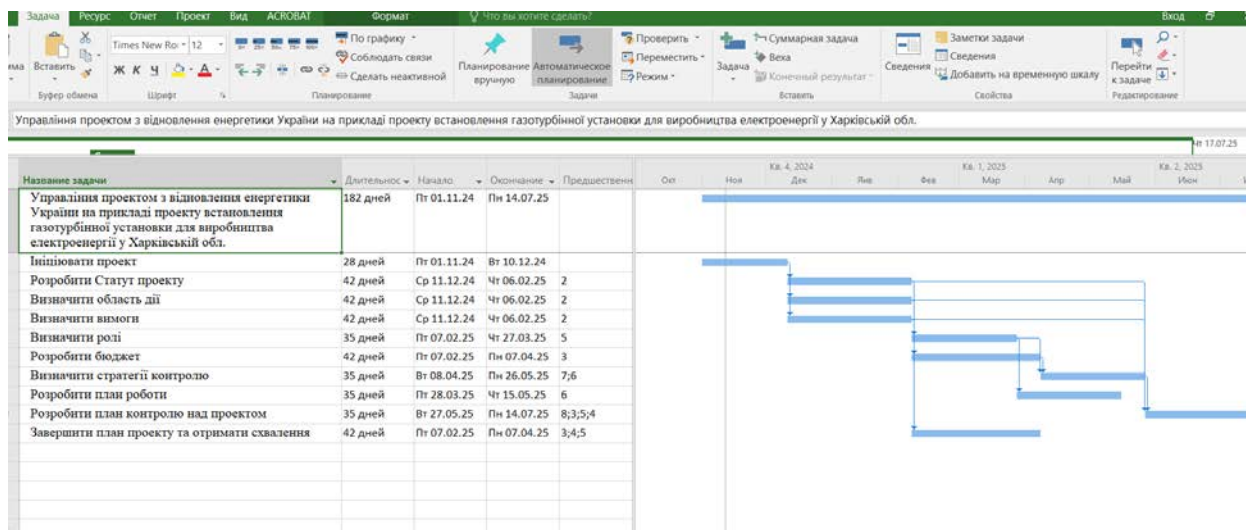 Задача Ресурс Отчет Проект Вид ACROBAT Формат Что вы хотите сделать? Вход
Вставить
Times New Ro 12
Ж К Ч
По графику
Соблюдать связи
Сделать неактивной
Планирование вручную
Автоматическое планирование
Проверить
Переместить
Режим
Задача
Суммарная задача
Веха
Конечный результат
Сведения
Заметки задачи
Сведения
Добавить на временную шкалу
Перейти к задаче
Буфер обмена Шрифт Планирование Задачи Вставить Свойства Редактирование
Управління проектом з відновлення енергетики України на прикладі проекту встановлення газотурбінної установки для виробництва електроенергії у Харківській обл.
Чт 17.07.25
Название задачи Длительнос Начало Окончание Предшественн
Кв. 4, 2024 Кв. 1, 2025 Кв. 2, 2025
Окт Ноя Дек Янв Фев Мар Апр Май Июн
Управління проектом з відновлення енергетики 182 дней Пт 01.11.24 Пн 14.07.25
України на прикладі проекту встановлення
газотурбінної установки для виробництва
електроенергії у Харківській обл.
Ініціювати проект 28 дней Пт 01.11.24 Вт 10.12.24
Розробити Статут проекту 42 дней Ср 11.12.24 Чт 06.02.25 2
Визначити область дії 42 дней Ср 11.12.24 Чт 06.02.25 2
Визначити вимоги 42 дней Ср 11.12.24 Чт 06.02.25 2
Визначити ролі 35 дней Пт 07.02.25 Чт 27.03.25 5
Розробити бюджет 42 дней Пт 07.02.25 Пн 07.04.25 3
Визначити стратегії контролю 35 дней Вт 08.04.25 Пн 26.05.25 7;6
Розробити план роботи 35 дней Пт 28.03.25 Чт 15.05.25 6
Розробити план контролю над проектом 35 дней Вт 27.05.25 Пн 14.07.25 8;3;5;4
Завершити план проекту та отримати схвалення 42 дней Пт 07.02.25 Пн 07.04.25 3;4;5